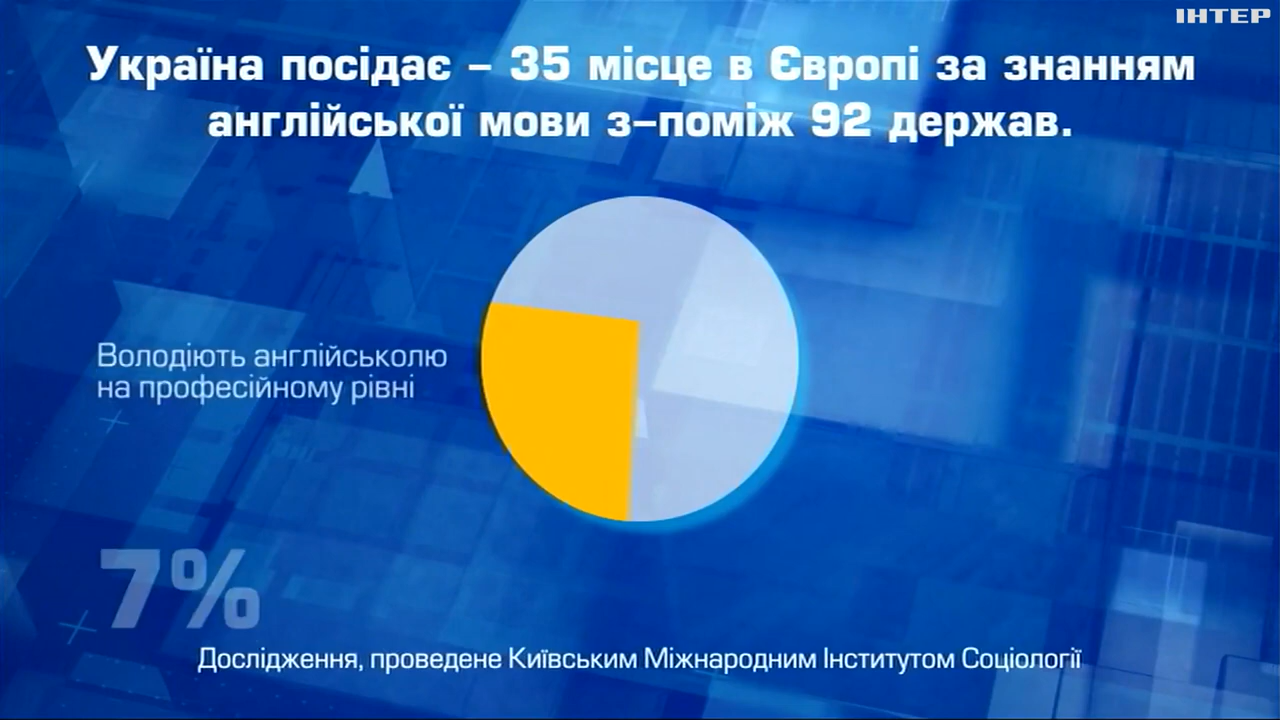 ІНТЕР
Україна посідає – 35 місце в Європі за знанням
англійської мови з–поміж 92 держав.
Володіють англійськолю
на професійному рівні
7%
Дослідження, проведене Київським Міжнародним Інститутом Соціології